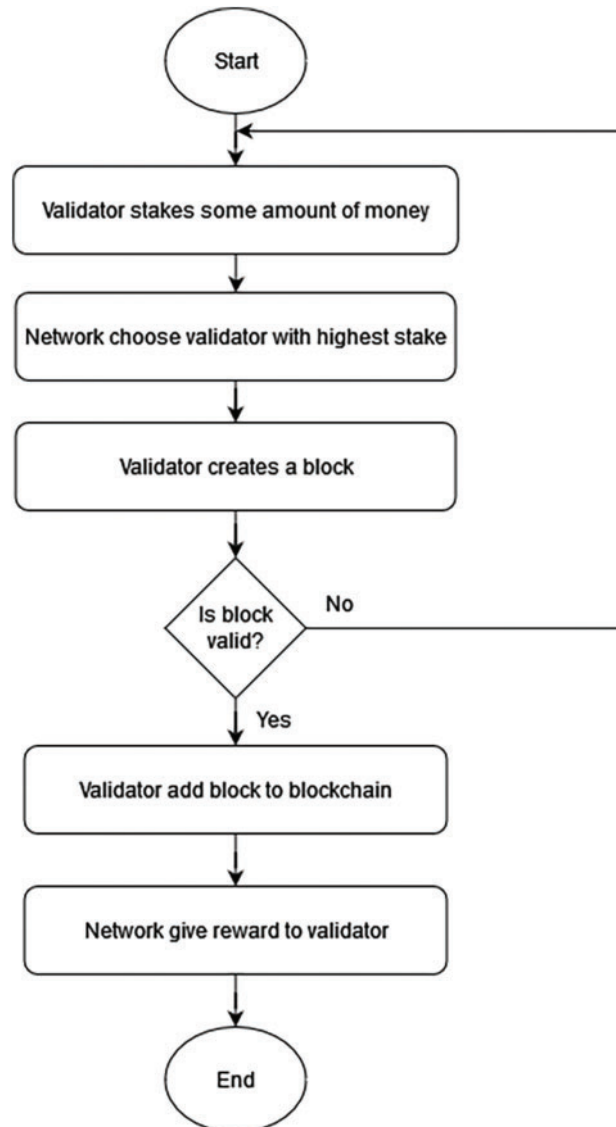 Start
Validator stakes some amount of money
Network choose validator with highest stake
Validator creates a block
Is block
valid?
No
Yes
Validator add block to blockchain
Network give reward to validator
End